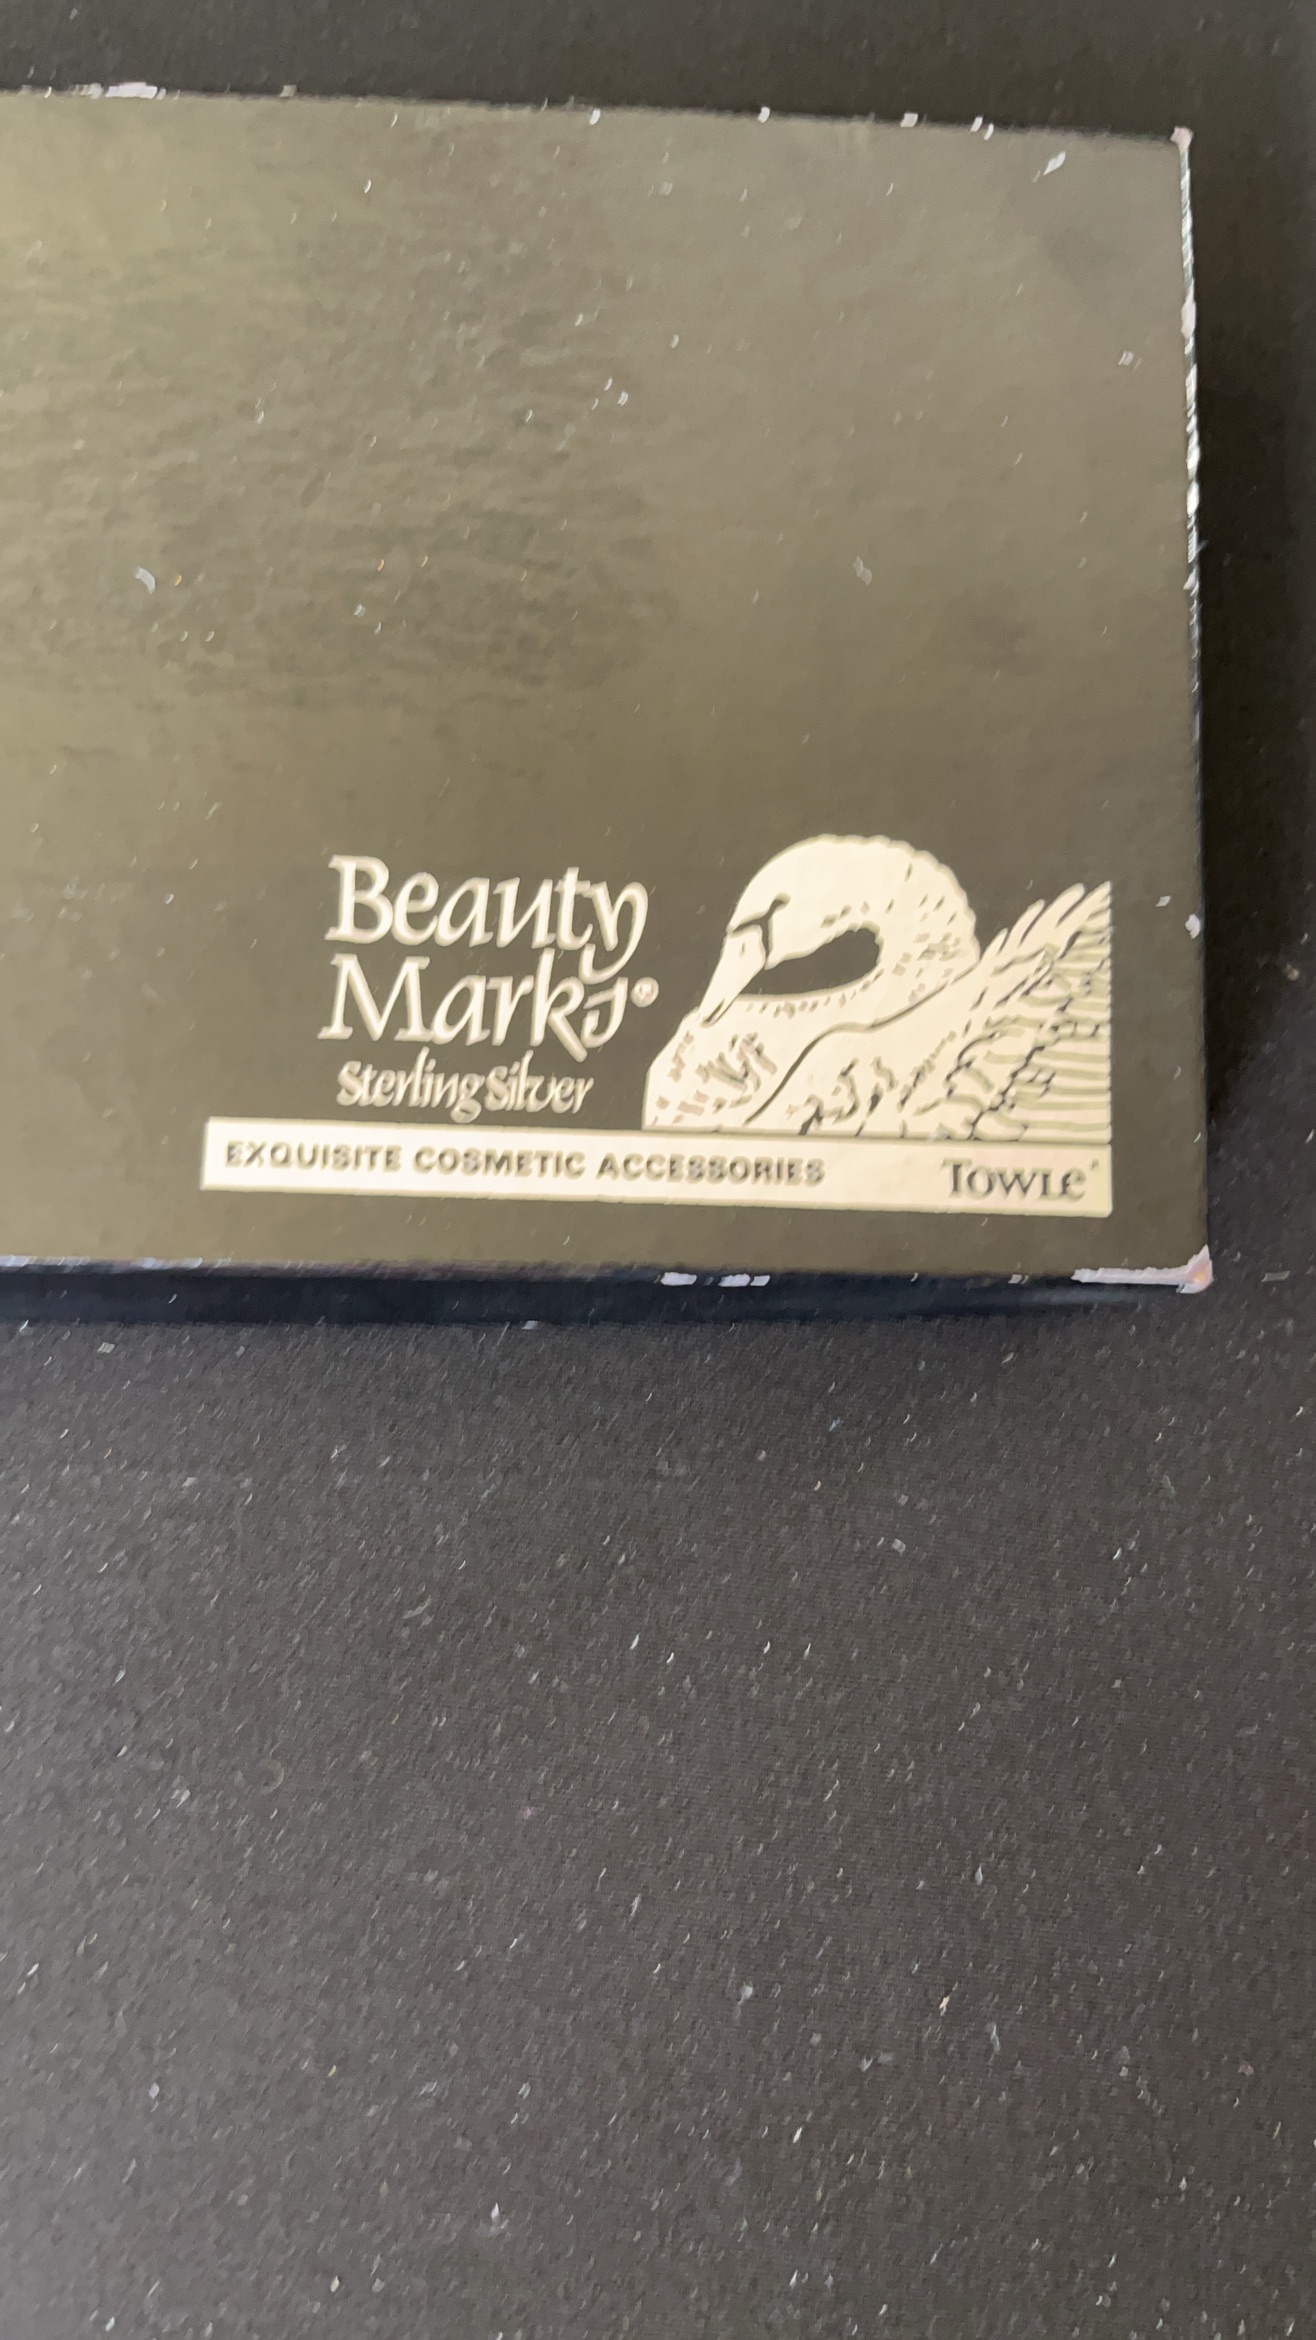 Beauty
Marks®
Sterling Silver
EXQUISITE COSMETIC ACCESSORIES
TOWLE